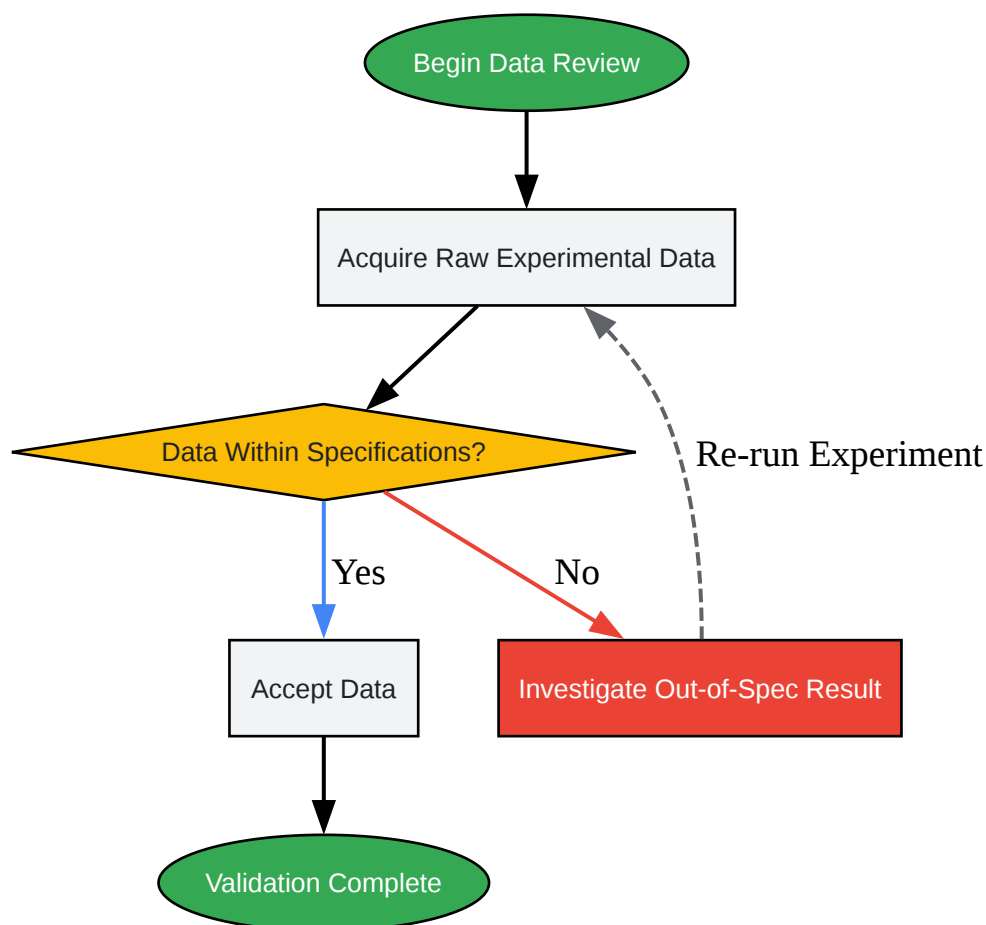 Begin Data Review
Acquire Raw Experimental Data
Data Within Specifications?
Re-run Experiment
Yes
No
Accept Data
Investigate Out-of-Spec Result
Validation Complete